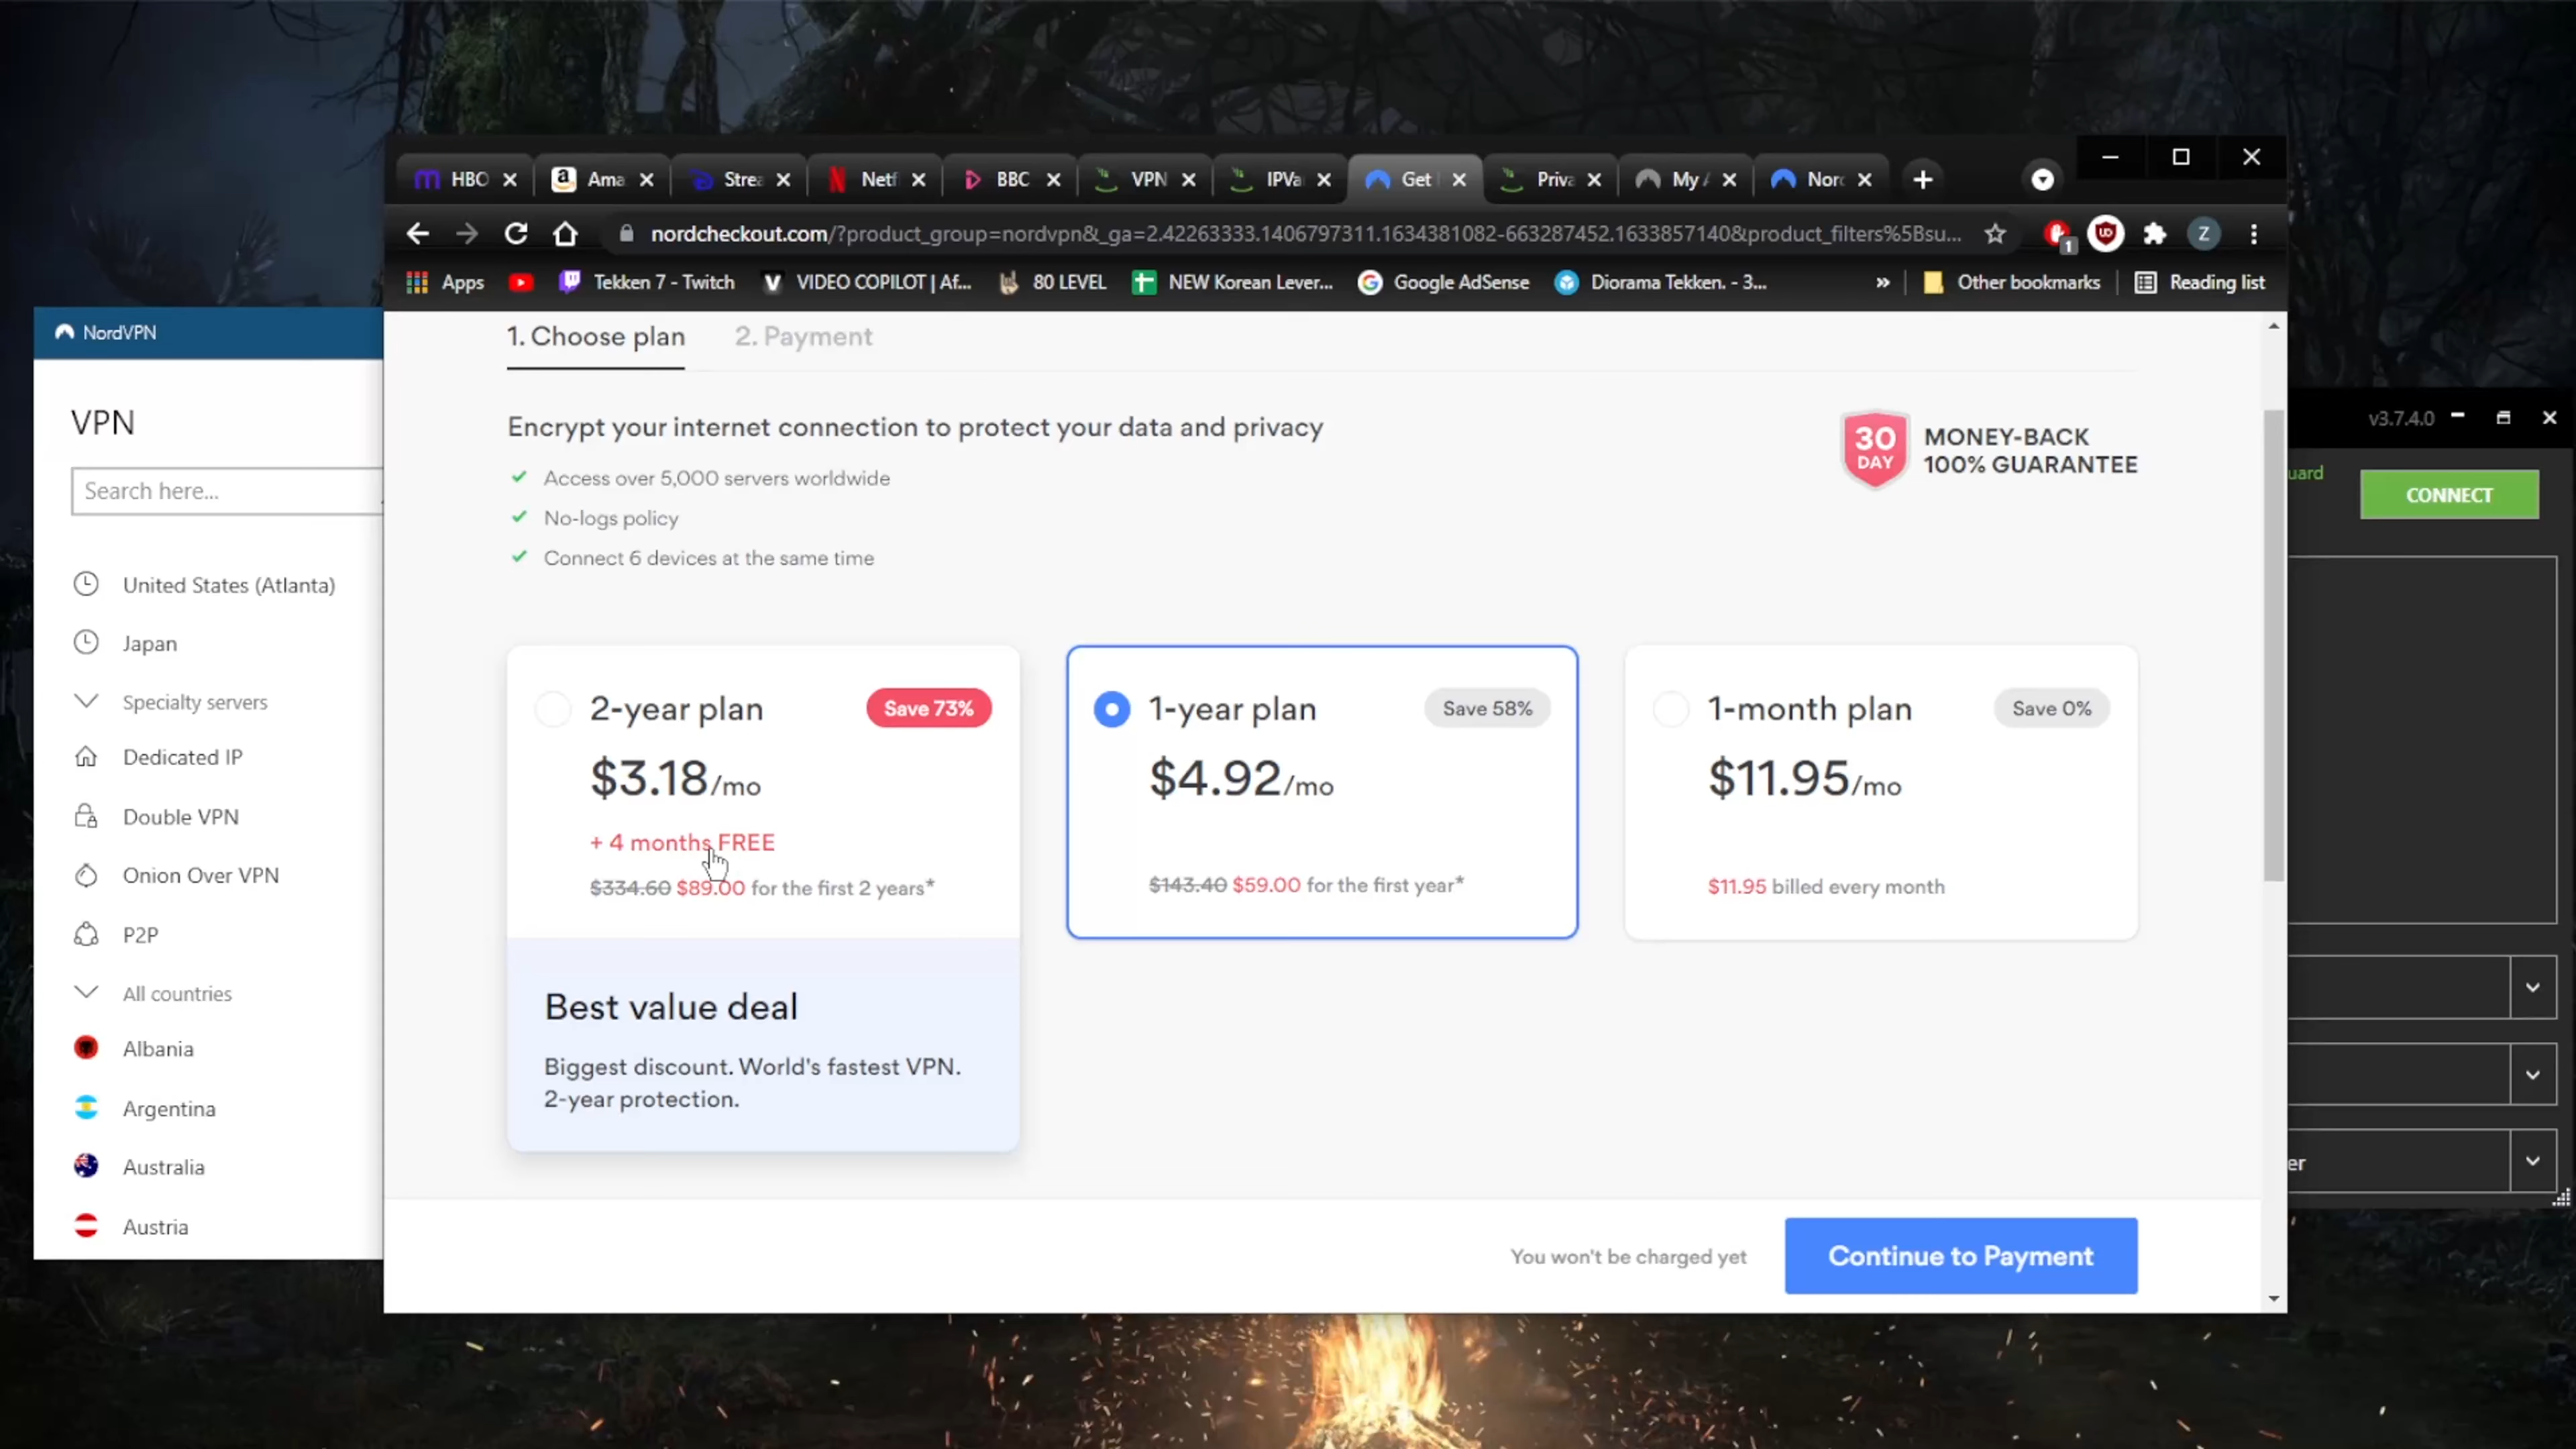 HBO
Ama
Strea
Netf
BBC
VPN
IPVa
Get
Priva
My A
Nord
nordcheckout.com/?product_group=nordvpn&_ga=2.42263333.1406797311.1634381082-663287452.1633857140&product_filters%5Bsu...
1
Z
Apps
Tekken 7 - Twitch
VIDEO COPILOT | Af...
80 LEVEL
NEW Korean Lever...
Google AdSense
Diorama Tekken. - 3...
»
Other bookmarks
Reading list
NordVPN
VPN
Search here...
United States (Atlanta)
Japan
Specialty servers
Dedicated IP
Double VPN
Onion Over VPN
P2P
All countries
Albania
Argentina
Australia
Austria
1. Choose plan
2. Payment
Encrypt your internet connection to protect your data and privacy
Access over 5,000 servers worldwide
No-logs policy
Connect 6 devices at the same time
30
DAY
MONEY-BACK
100% GUARANTEE
2-year plan
Save 73%
$3.18/mo
+ 4 months FREE
$334.60 $89.00 for the first 2 years*
Best value deal
Biggest discount. World's fastest VPN.
2-year protection.
1-year plan
Save 58%
$4.92/mo
$143.40 $59.00 for the first year*
1-month plan
Save 0%
$11.95/mo
$11.95 billed every month
You won't be charged yet
Continue to Payment
v3.7.4.0
uard
CONNECT
er